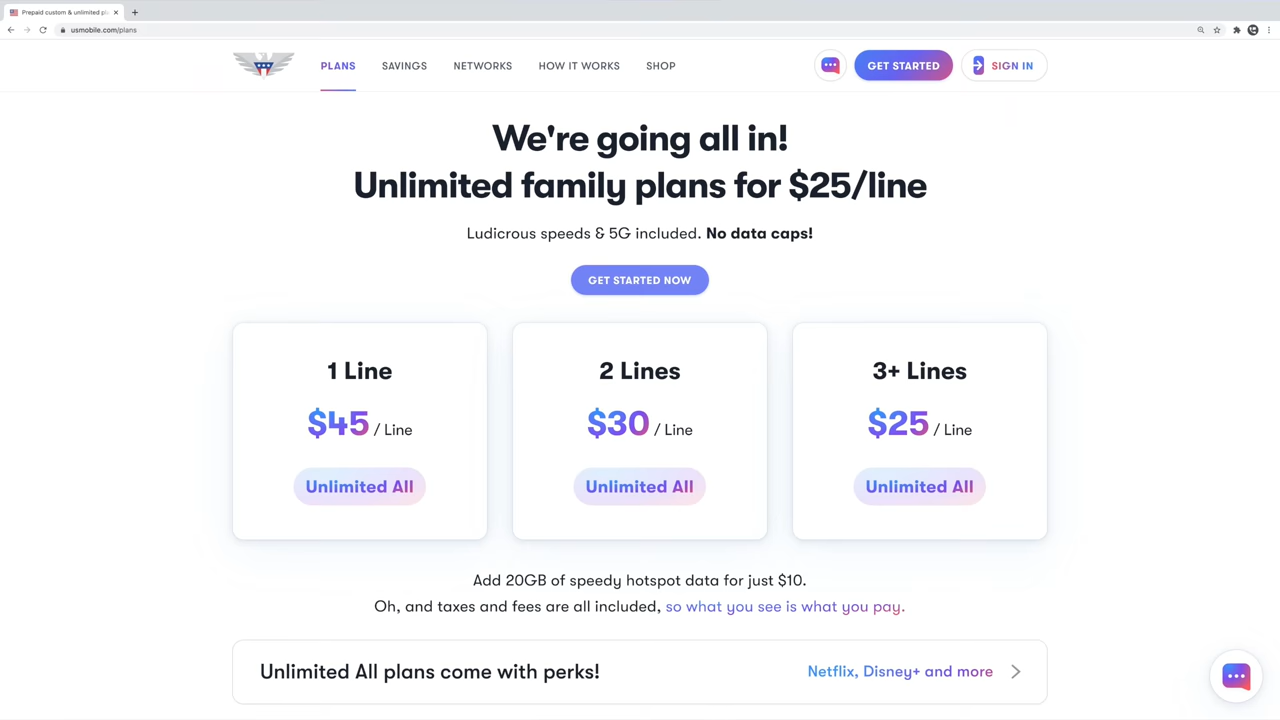 Prepaid custom & unlimited pl
usmobile.com/plans
PLANS
SAVINGS
NETWORKS
HOW IT WORKS
SHOP
GET STARTED
SIGN IN
We're going all in!
Unlimited family plans for $25/line
Ludicrous speeds & 5G included. No data caps!
GET STARTED NOW
1 Line
$45 / Line
Unlimited All
2 Lines
$30 / Line
Unlimited All
3+ Lines
$25 / Line
Unlimited All
Add 20GB of speedy hotspot data for just $10.
Oh, and taxes and fees are all included, so what you see is what you pay.
Unlimited All plans come with perks!
Netflix, Disney+ and more